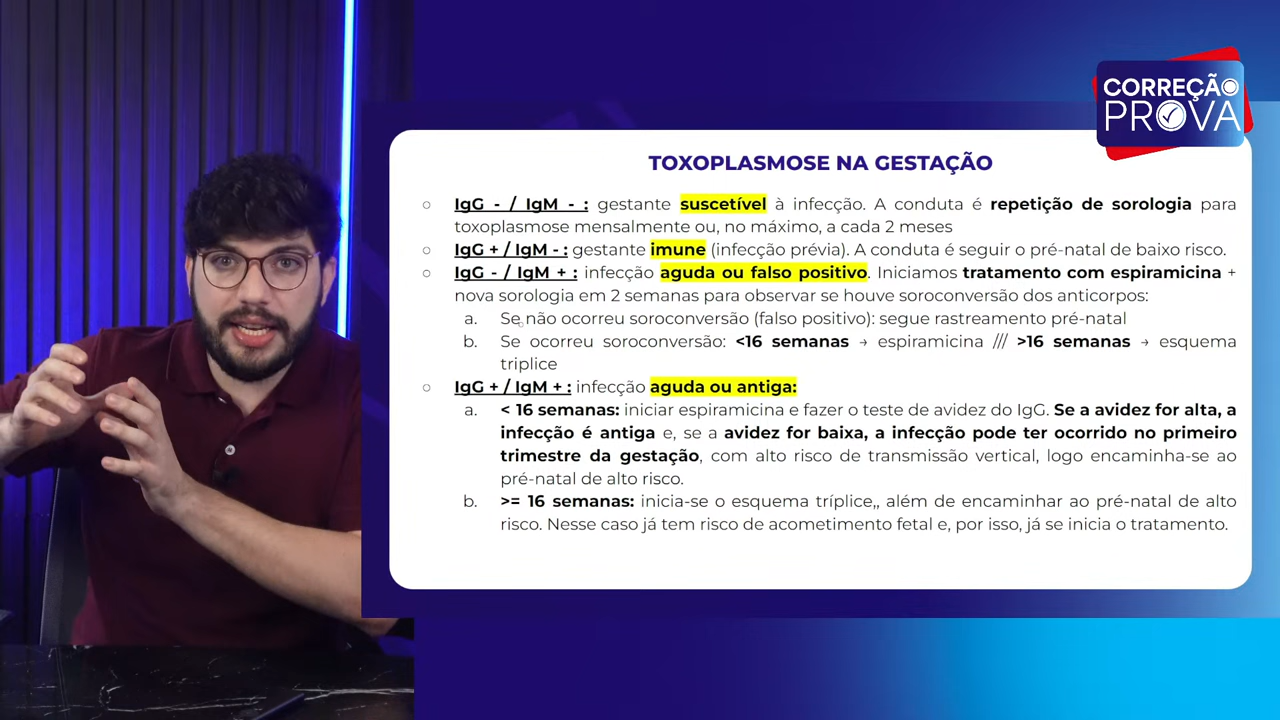 CORREÇÃO
PROVA
TOXOPLASMOSE NA GESTAÇÃO
○ IgG - / IgM - : gestante suscetível à infecção. A conduta é repetição de sorologia para
toxoplasmose mensalmente ou, no máximo, a cada 2 meses
○ IgG + / IgM - : gestante imune (infecção prévia). A conduta é seguir o pré-natal de baixo risco.
○ IgG - / IgM + : infecção aguda ou falso positivo. Iniciamos tratamento com espiramicina +
nova sorologia em 2 semanas para observar se houve soroconversão dos anticorpos:
a. Se não ocorreu soroconversão (falso positivo): segue rastreamento pré-natal
b. Se ocorreu soroconversão: <16 semanas → espiramicina /// >16 semanas → esquema
triplice
○ IgG + / IgM + : infecção aguda ou antiga:
a. < 16 semanas: iniciar espiramicina e fazer o teste de avidez do IgG. Se a avidez for alta, a
infecção é antiga e, se a avidez for baixa, a infecção pode ter ocorrido no primeiro
trimestre da gestação, com alto risco de transmissão vertical, logo encaminha-se ao
pré-natal de alto risco.
b. >= 16 semanas: inicia-se o esquema tríplice,, além de encaminhar ao pré-natal de alto
risco. Nesse caso já tem risco de acometimento fetal e, por isso, já se inicia o tratamento.